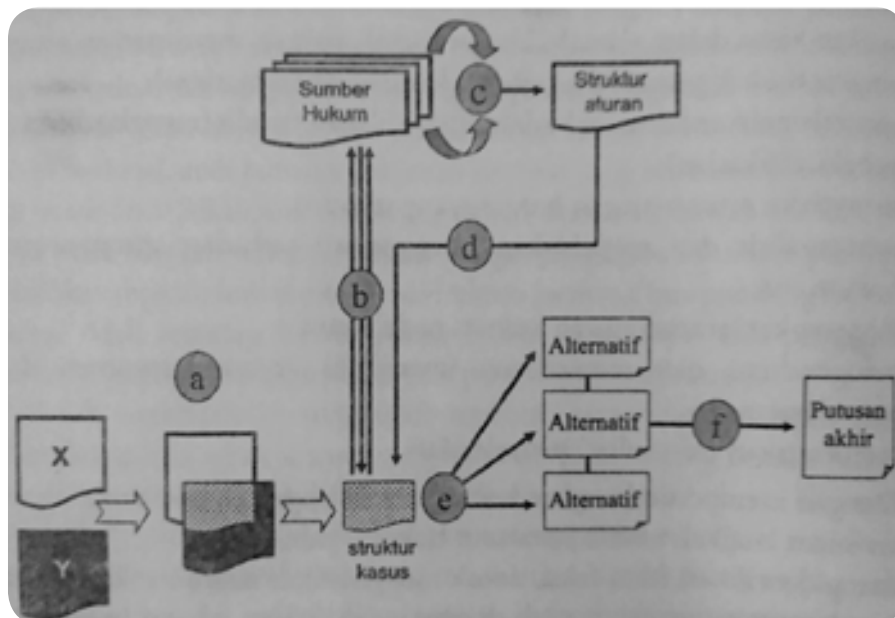 Sumber
Hukum
c
Struktur
aturan
d
b
a
Alternatif
X
Alternatif
f
Putusan
akhir
Y
e
Alternatif
struktur
kasus